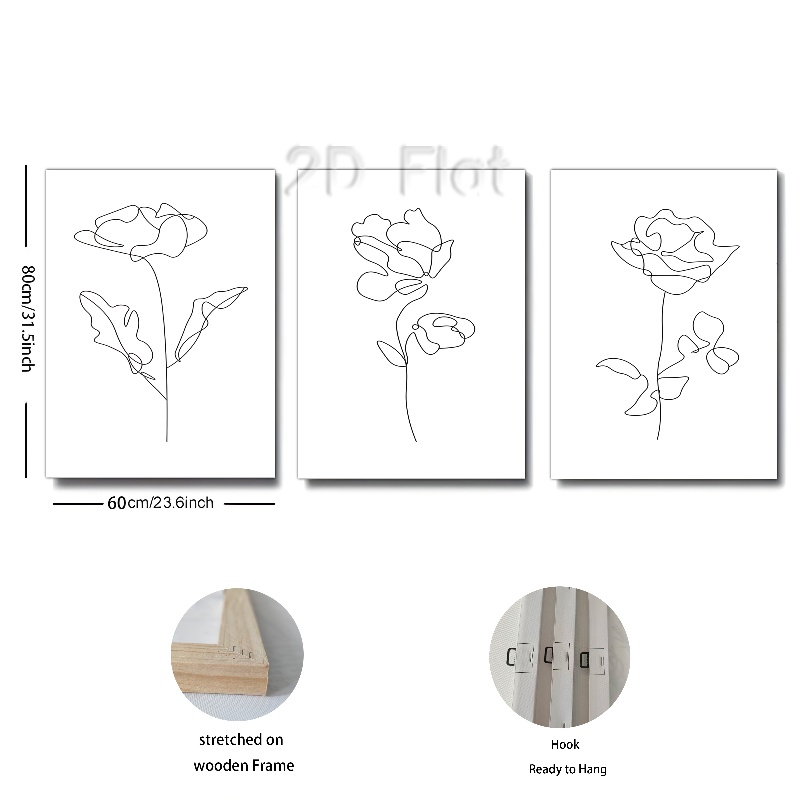 2D Flat
80cm/31.5inch
60cm/23.6inch
stretched on
wooden Frame
Hook
Ready to Hang